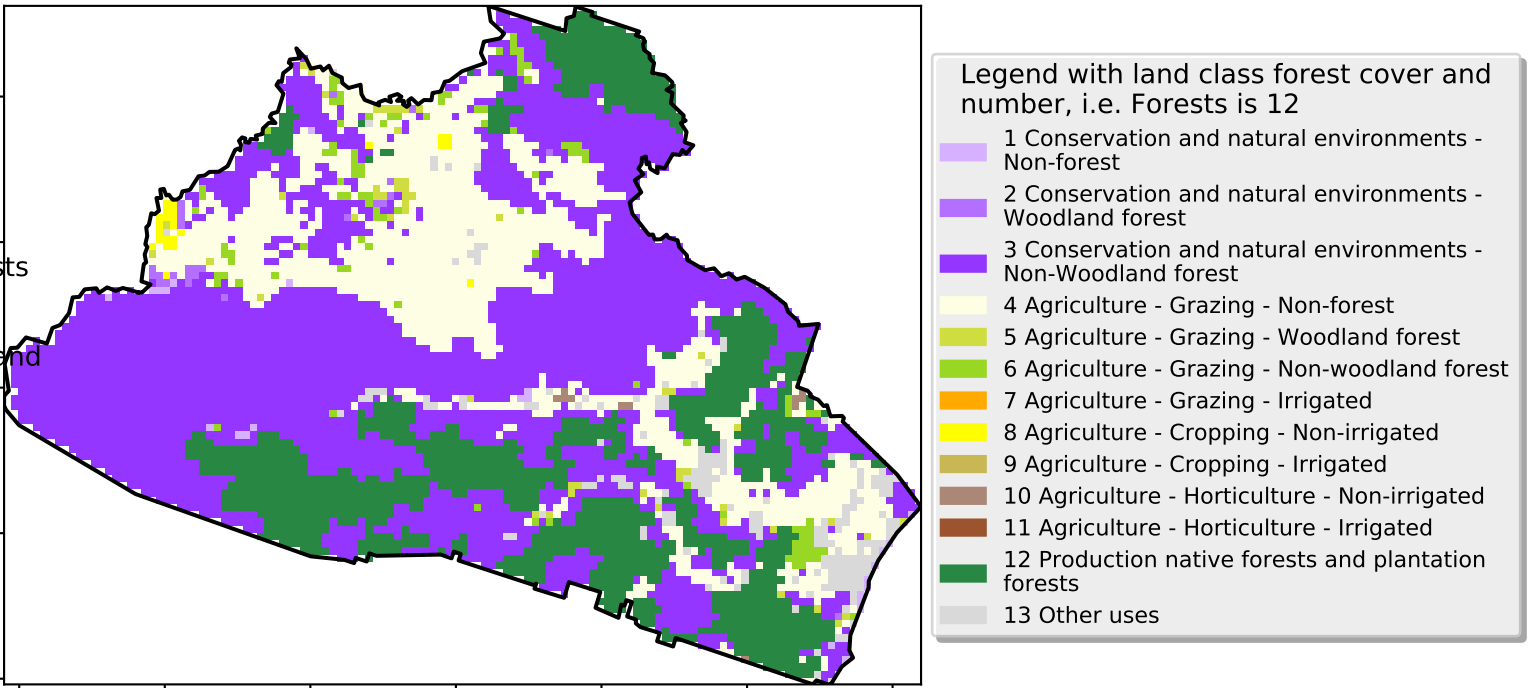 Legend with land class forest cover and
number, i.e. Forests is 12
1 Conservation and natural environments -
Non-forest
2 Conservation and natural environments -
Woodland forest
3 Conservation and natural environments -
Non-Woodland forest
4 Agriculture - Grazing - Non-forest
5 Agriculture - Grazing - Woodland forest
6 Agriculture - Grazing - Non-woodland forest
7 Agriculture - Grazing - Irrigated
8 Agriculture - Cropping - Non-irrigated
9 Agriculture - Cropping - Irrigated
10 Agriculture - Horticulture - Non-irrigated
11 Agriculture - Horticulture - Irrigated
12 Production native forests and plantation
forests
13 Other uses